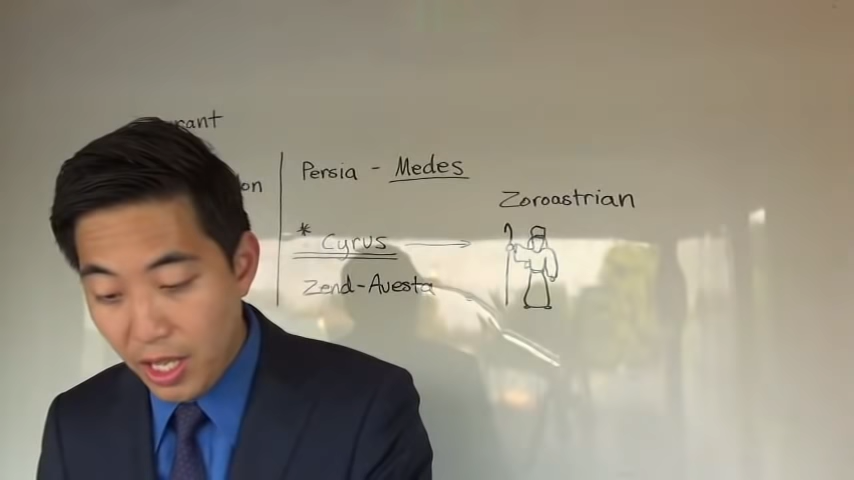 Persia - Medes
Zoroastrian
* Cyrus
Zend-Avesta